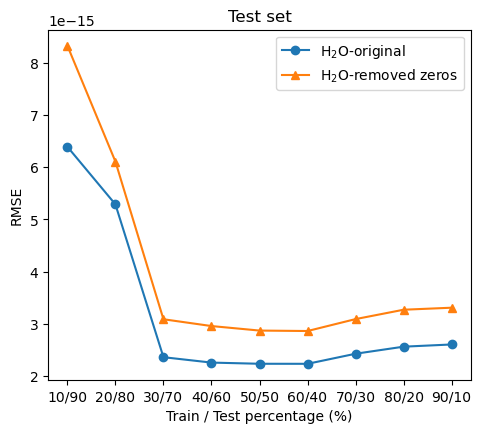 Test set
1e−15
H₂O-original
H₂O-removed zeros
8
7
6
5
4
3
2
RMSE
10/90 20/80 30/70 40/60 50/50 60/40 70/30 80/20 90/10
Train / Test percentage (%)